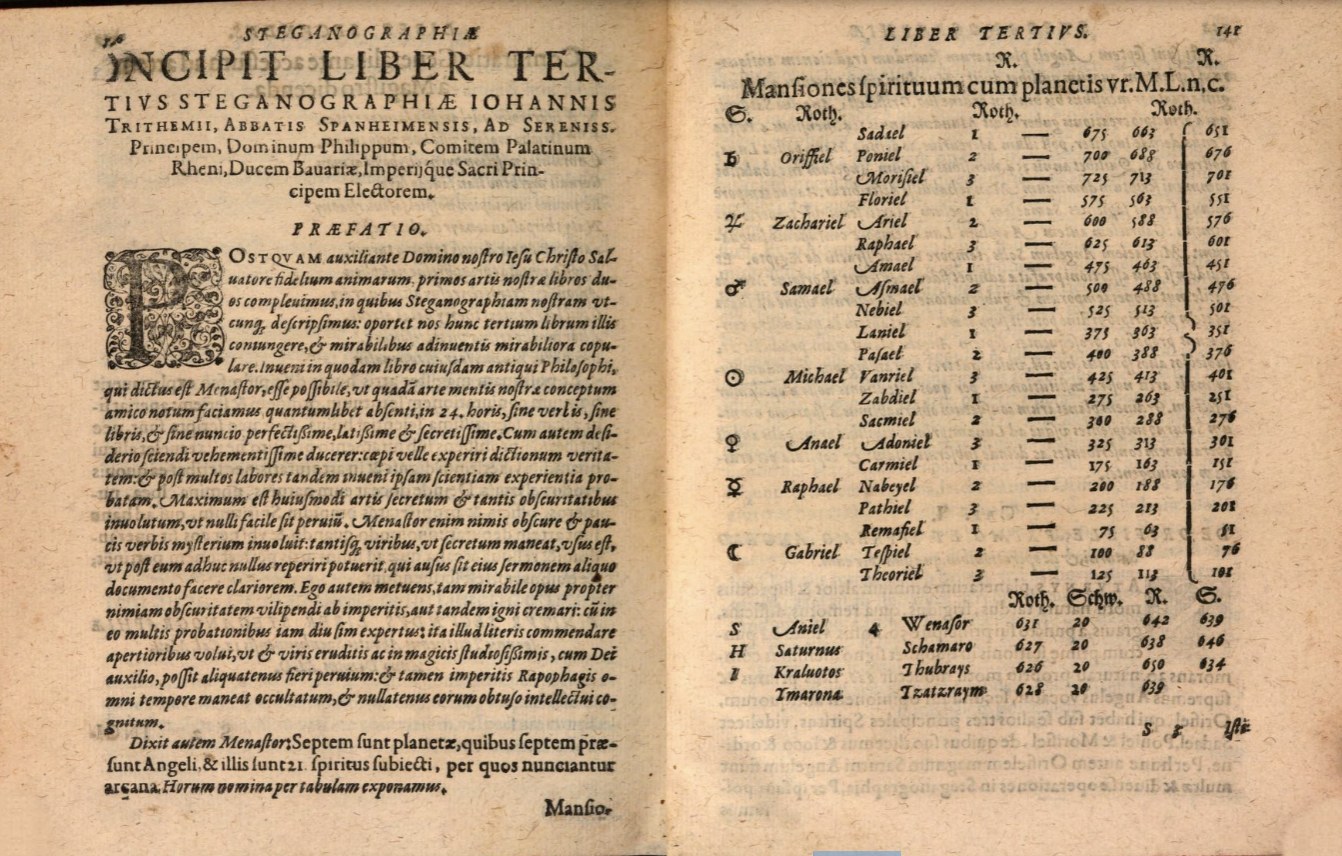 STEGANOGRAPHIÆ
INCIPIT LIBER TER-
TIVS STEGANOGRAPHIÆ IOHANNIS
TRITHEMII, ABBATIS SPANHEIMENSIS, AD SERENISS.
Principem, Dominum Philippum, Comitem Palatinum
Rheni, Ducem Bauariæ, Imperijque Sacri Prin-
cipem Electorem.
PRÆFATIO.
POSTQVAM auxiliante Domino nostro Iesu Christo Sal-
uatore fidelium animarum, primos artis nostræ libros du-
os compleuimus, in quibus Steganographiam nostram vt-
cunq, descripsimus: oportet nos hunc tertium librum illis
coniungere, & mirabilibus adinuentis mirabiliora copu-
lare. Inueni in quodam libro cuiusdam antiqui Philosophi,
qui dictus est Menastor, esse possibile, vt quadā arte mentis nostræ conceptum
amico notum faciamus quantumlibet absenti, in 24. horis, sine verbis, sine
libris, & sine nuncio perfectissime, latissime & secretissime. Cum autem desi-
derio sciendi vehementissime ducerer: cœpi velle experiri dictionum verita-
tem: & post multos labores tandem inueni ipsam scientiam experientia pro-
batam. Maximum est huiusmodi artis secretum & tantis obscuritatibus
inuolutum, vt nulli facile sit peruiū. Menastor enim nimis obscure & pau-
cis verbis mysterium inuoluit: tantisq, viribus, vt secretum maneat, vsus est,
vt post eum adhuc nullus reperiri potuerit, qui ausus sit eius sermonem aliquo
documento facere clariorem. Ego autem metuens, tam mirabile opus propter
nimiam obscuritatem vilipendi ab imperitis, aut tandem igni cremari: cū in
eo multis probationibus iam diu sim expertus: ita illud literis commendare
apertioribus volui, vt & viris eruditis ac in magicis studiosissimis, cum Dei
auxilio, possit aliquatenus fieri peruium: & tamen imperitis Rapophagis o-
mni tempore maneat occultatum, & nullatenus eorum obtuso intellectui co-
gnitum.
Dixit autem Menastor: Septem sunt planetæ, quibus septem præ-
sunt Angeli, & illis sunt 21. spiritus subiecti, per quos nunciantur
arcana. Horum nomina per tabulam exponamus.
Mansio-
LIBER TERTIVS. 141
R. R.
Mansiones spirituum cum planetis vr. M. L. n. c.
S. Roth. Roth. Roth.
Sadael 1 — 675 663 651
♄ Oriffiel Poniel 2 — 700 688 676
Morisiel 3 — 725 713 701
Floriel 1 — 575 563 551
♃ Zachariel Ariel 2 — 600 588 576
Raphael 3 — 625 613 601
Amael 1 — 475 463 451
♂ Samael Asmael 2 — 500 488 476
Nebiel 3 — 525 513 501
Laniel 1 — 375 363 351
Pasael 2 — 400 388 376
☉ Michael Vanriel 3 — 425 413 401
Zabdiel 1 — 275 263 251
Sacmiel 2 — 300 288 276
♀ Anael Adoniel 3 — 325 313 301
Carmiel 1 — 175 163 151
☿ Raphael Nabeyel 2 — 200 188 176
Pathiel 3 — 225 213 201
Remafiel 1 — 75 63 51
☾ Gabriel Tespiel 2 — 100 88 76
Theoriel 3 — 125 113 101
Roth. Schw. R. S.
S Aniel 4 Wenasor 631 20 642 639
H Saturnus Schamaro 627 20 638 646
I Kraluotos Thubrays 626 20 650 634
Ymarona Tzatzraym 628 20 639
S 3 Istē